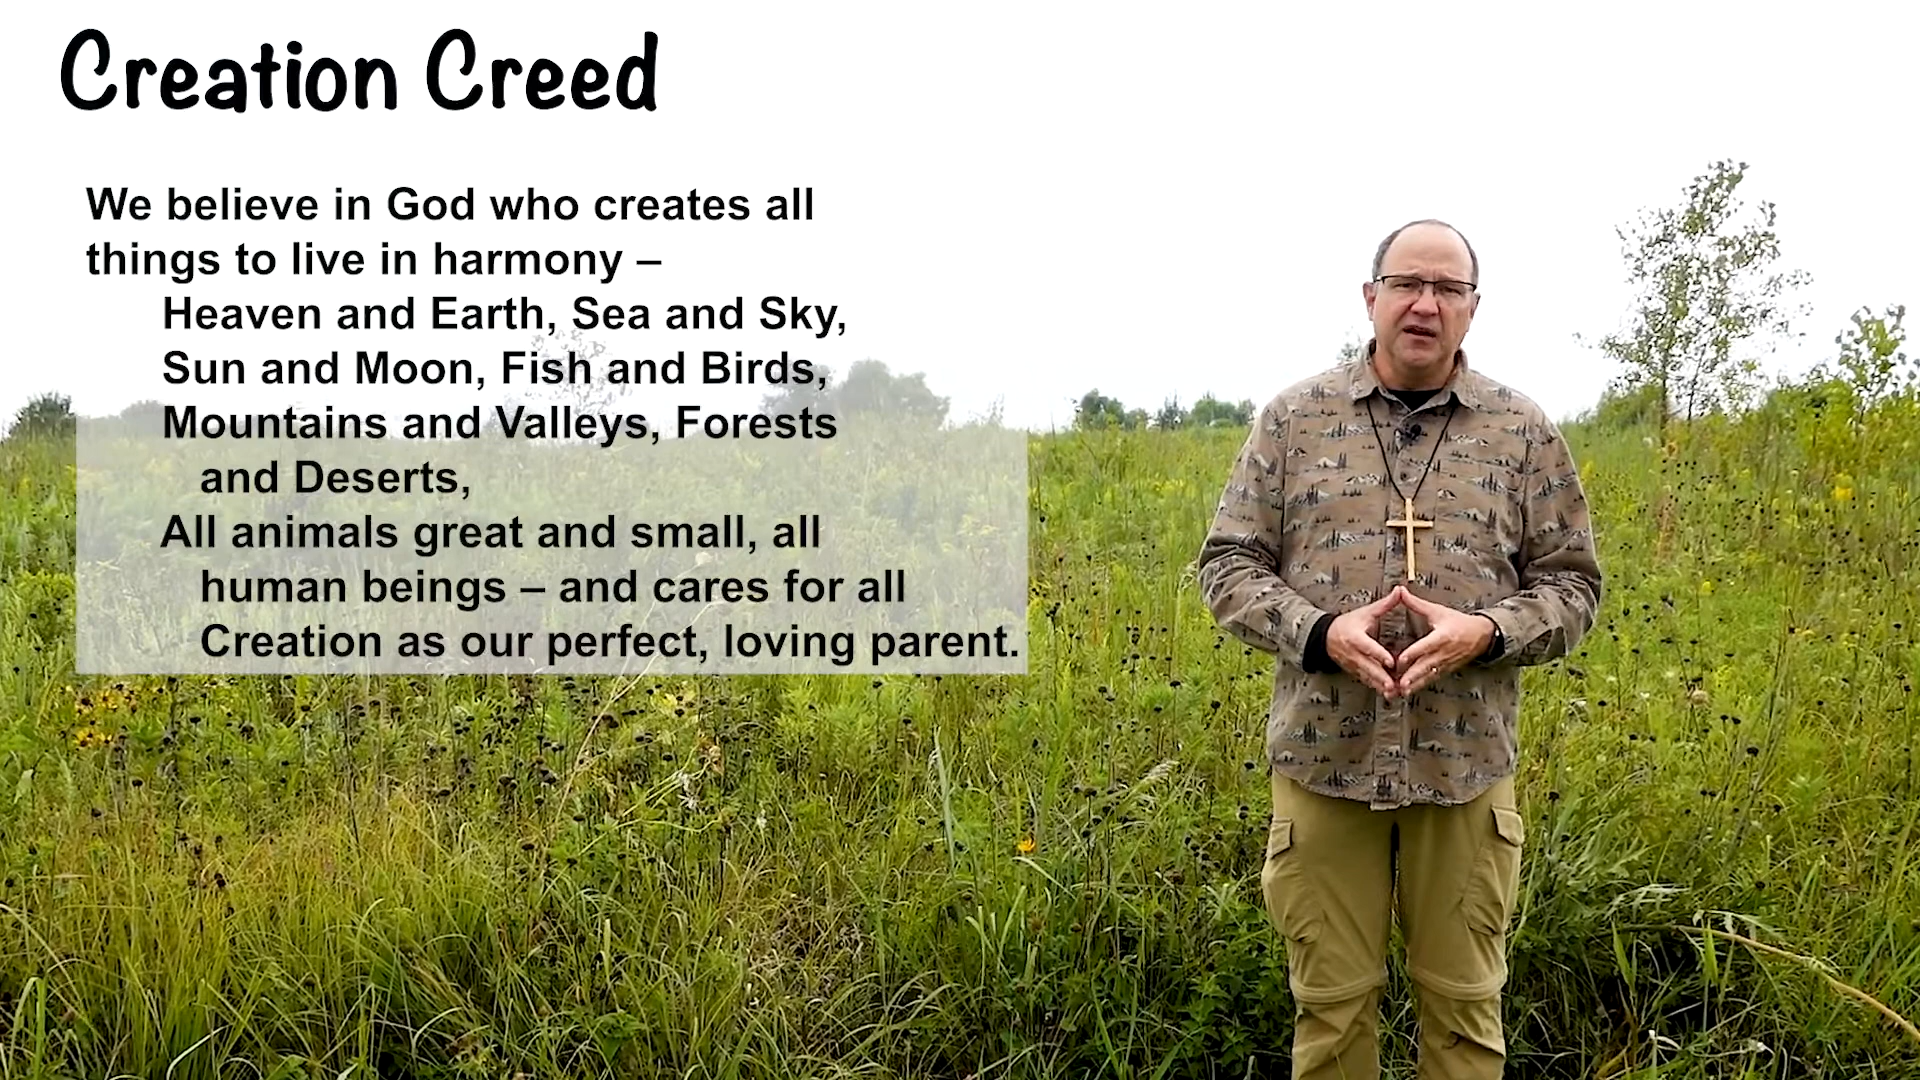 Creation Creed
We believe in God who creates all
things to live in harmony –
Heaven and Earth, Sea and Sky,
Sun and Moon, Fish and Birds,
Mountains and Valleys, Forests
and Deserts,
All animals great and small, all
human beings – and cares for all
Creation as our perfect, loving parent.